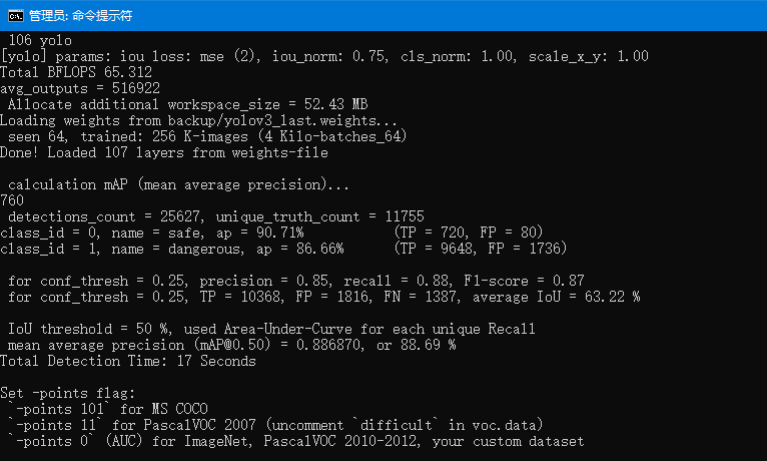 管理员: 命令提示符
106 yolo
[yolo] params: iou loss: mse (2), iou_norm: 0.75, cls_norm: 1.00, scale_x_y: 1.00
Total BFLOPS 65.312
avg_outputs = 516922
Allocate additional workspace_size = 52.43 MB
Loading weights from backup/yolov3_last.weights...
seen 64, trained: 256 K-images (4 Kilo-batches_64)
Done! Loaded 107 layers from weights-file
calculation mAP (mean average precision)...
760
detections_count = 25627, unique_truth_count = 11755
class_id = 0, name = safe, ap = 90.71% (TP = 720, FP = 80)
class_id = 1, name = dangerous, ap = 86.66% (TP = 9648, FP = 1736)
for conf_thresh = 0.25, precision = 0.85, recall = 0.88, F1-score = 0.87
for conf_thresh = 0.25, TP = 10368, FP = 1816, FN = 1387, average IoU = 63.22 %
IoU threshold = 50 %, used Area-Under-Curve for each unique Recall
mean average precision (mAP@0.50) = 0.886870, or 88.69 %
Total Detection Time: 17 Seconds
Set -points flag:
`-points 101` for MS COCO
`-points 11` for PascalVOC 2007 (uncomment `difficult` in voc.data)
`-points 0` (AUC) for ImageNet, PascalVOC 2010-2012, your custom dataset